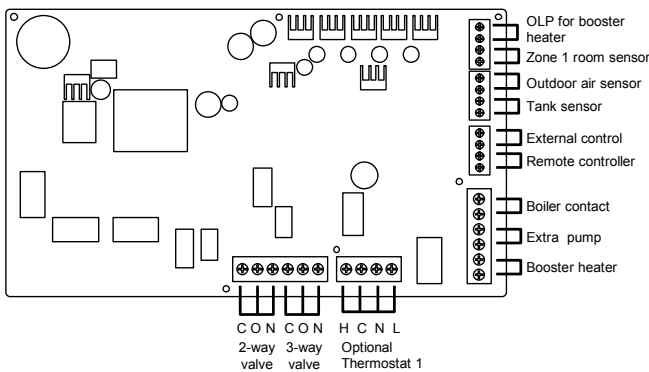 OLP for booster
heater
Zone 1 room sensor
Outdoor air sensor
Tank sensor
External control
Remote controller
Boiler contact
Extra pump
Booster heater
C O N C O N H C N L
2-way 3-way Optional
valve valve Thermostat 1